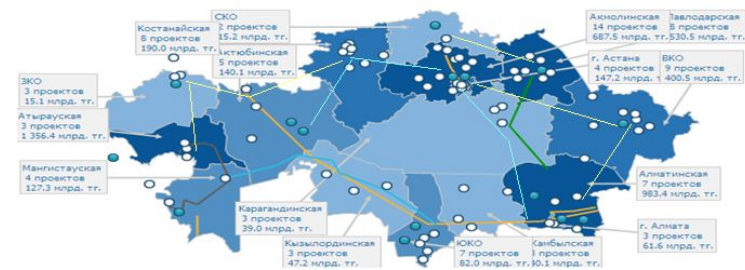 СКО
2 проектов
15.2 млрд. тг.
Костанайская
8 проектов
190.0 млрд. тг.
Актюбинская
5 проектов
140.1 млрд. тг.
ЗКО
3 проектов
15.1 млрд. тг.
Атырауская
3 проектов
1 356.4 млрд. тг.
Мангистауская
4 проектов
127.3 млрд. тг.
Карагандинская
3 проектов
39.0 млрд. тг.
Кызылординская
3 проектов
47.2 млрд. тг.
ЮКО
7 проектов
82.0 млрд. тг.
проектов
млрд. тг.
г. Алмата
3 проектов
61.6 млрд. тг.
Алматинская
7 проектов
983.4 млрд. тг.
ВКО
9 проектов
400.5 млрд. тг.
г. Астана
4 проектов
147.2 млрд. тг.
Акмолинская
14 проектов
687.5 млрд. тг.
проектов
530.5 млрд. тг.